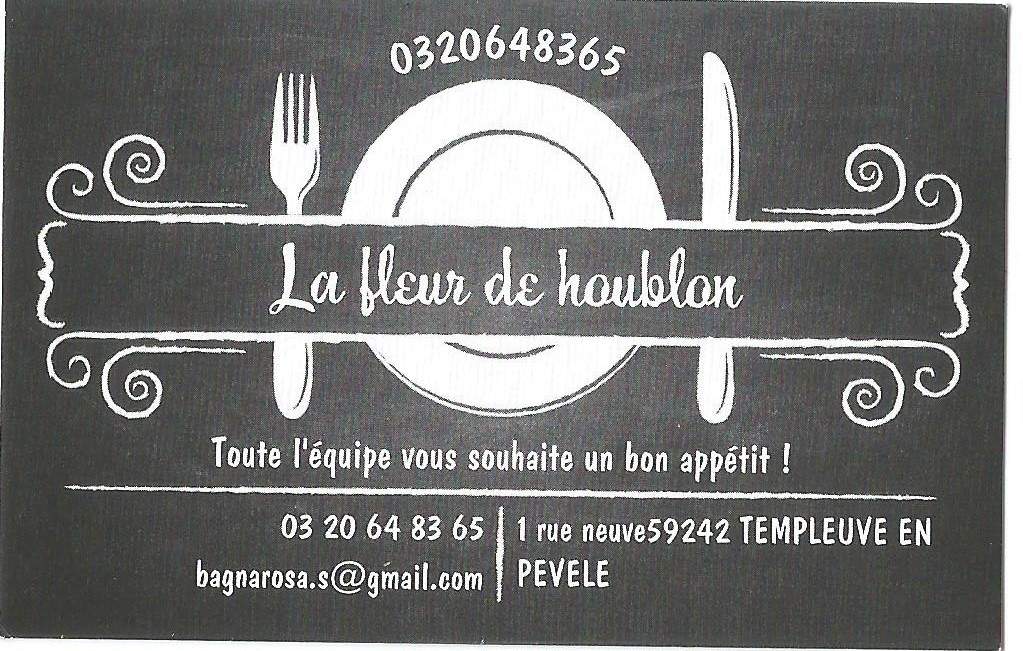 0320648365
La fleur de houblon
Toute l'équipe vous souhaite un bon appétit !
03 20 64 83 65
bagnarosa.s@gmail.com
1 rue neuve59242 TEMPLEUVE EN
PEVELE